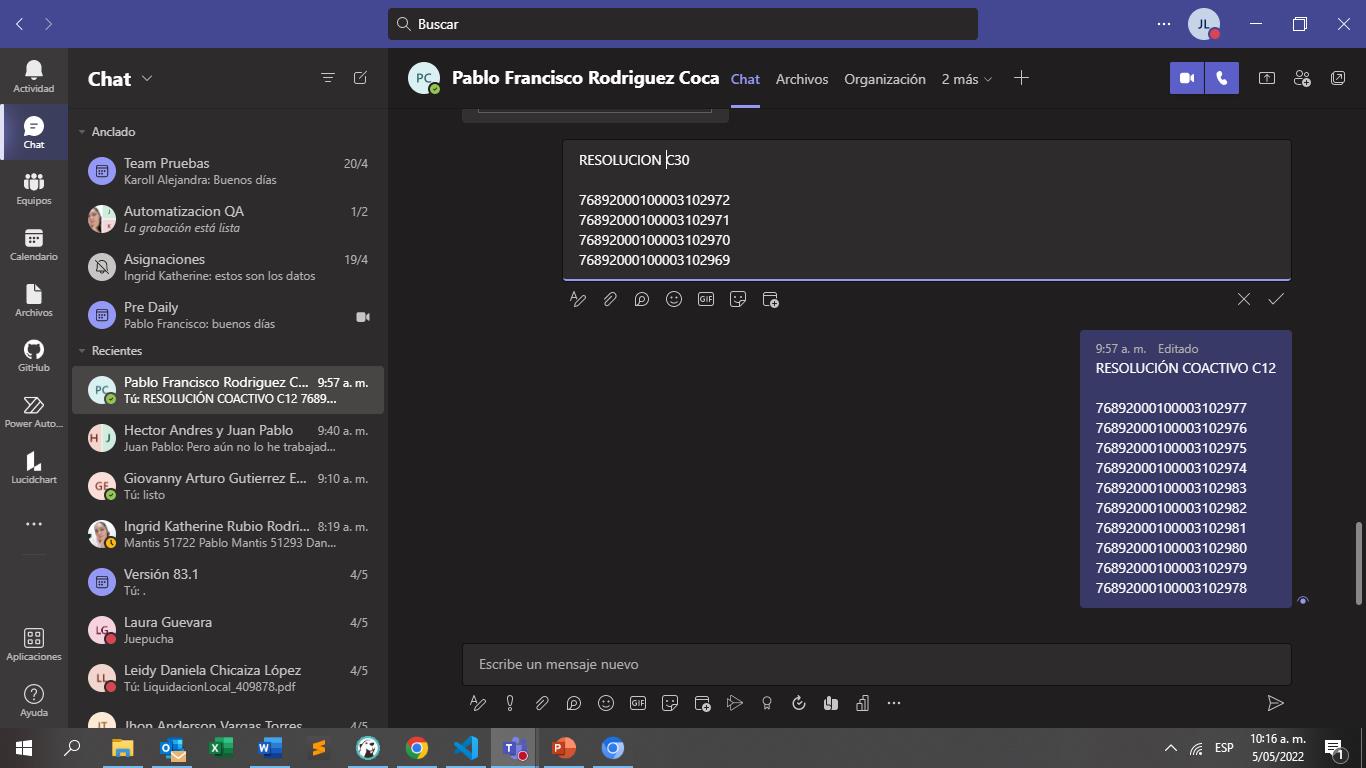 Buscar
JL
Actividad
Chat
Equipos
Calendario
Archivos
GitHub
Power Auto...
Lucidchart
Aplicaciones
Ayuda
Chat
Anclado
Team Pruebas 20/4
Karoll Alejandra: Buenos días
Automatizacion QA 1/2
La grabación está lista
Asignaciones 19/4
Ingrid Katherine: estos son los datos
Pre Daily
Pablo Francisco: buenos días
Recientes
PC Pablo Francisco Rodriguez C... 9:57 a. m.
Tú: RESOLUCIÓN COACTIVO C12 7689...
H J Hector Andres y Juan Pablo 9:40 a. m.
Juan Pablo: Pero aún no lo he trabajad...
GE Giovanny Arturo Gutierrez E... 9:10 a. m.
Tú: listo
Ingrid Katherine Rubio Rodri... 8:19 a. m.
Mantis 51722 Pablo Mantis 51293 Dan...
Versión 83.1 4/5
Tú: .
LG Laura Guevara 4/5
Juepucha
LL Leidy Daniela Chicaiza López 4/5
Tú: LiquidacionLocal_409878.pdf
JT Jhon Anderson Vargas Torres 4/5
PC Pablo Francisco Rodriguez Coca Chat Archivos Organización 2 más
RESOLUCION C30
76892000100003102972
76892000100003102971
76892000100003102970
76892000100003102969
GIF
9:57 a. m. Editado
RESOLUCIÓN COACTIVO C12
76892000100003102977
76892000100003102976
76892000100003102975
76892000100003102974
76892000100003102983
76892000100003102982
76892000100003102981
76892000100003102980
76892000100003102979
76892000100003102978
Escribe un mensaje nuevo
GIF
ESP
10:16 a. m.
5/05/2022
1